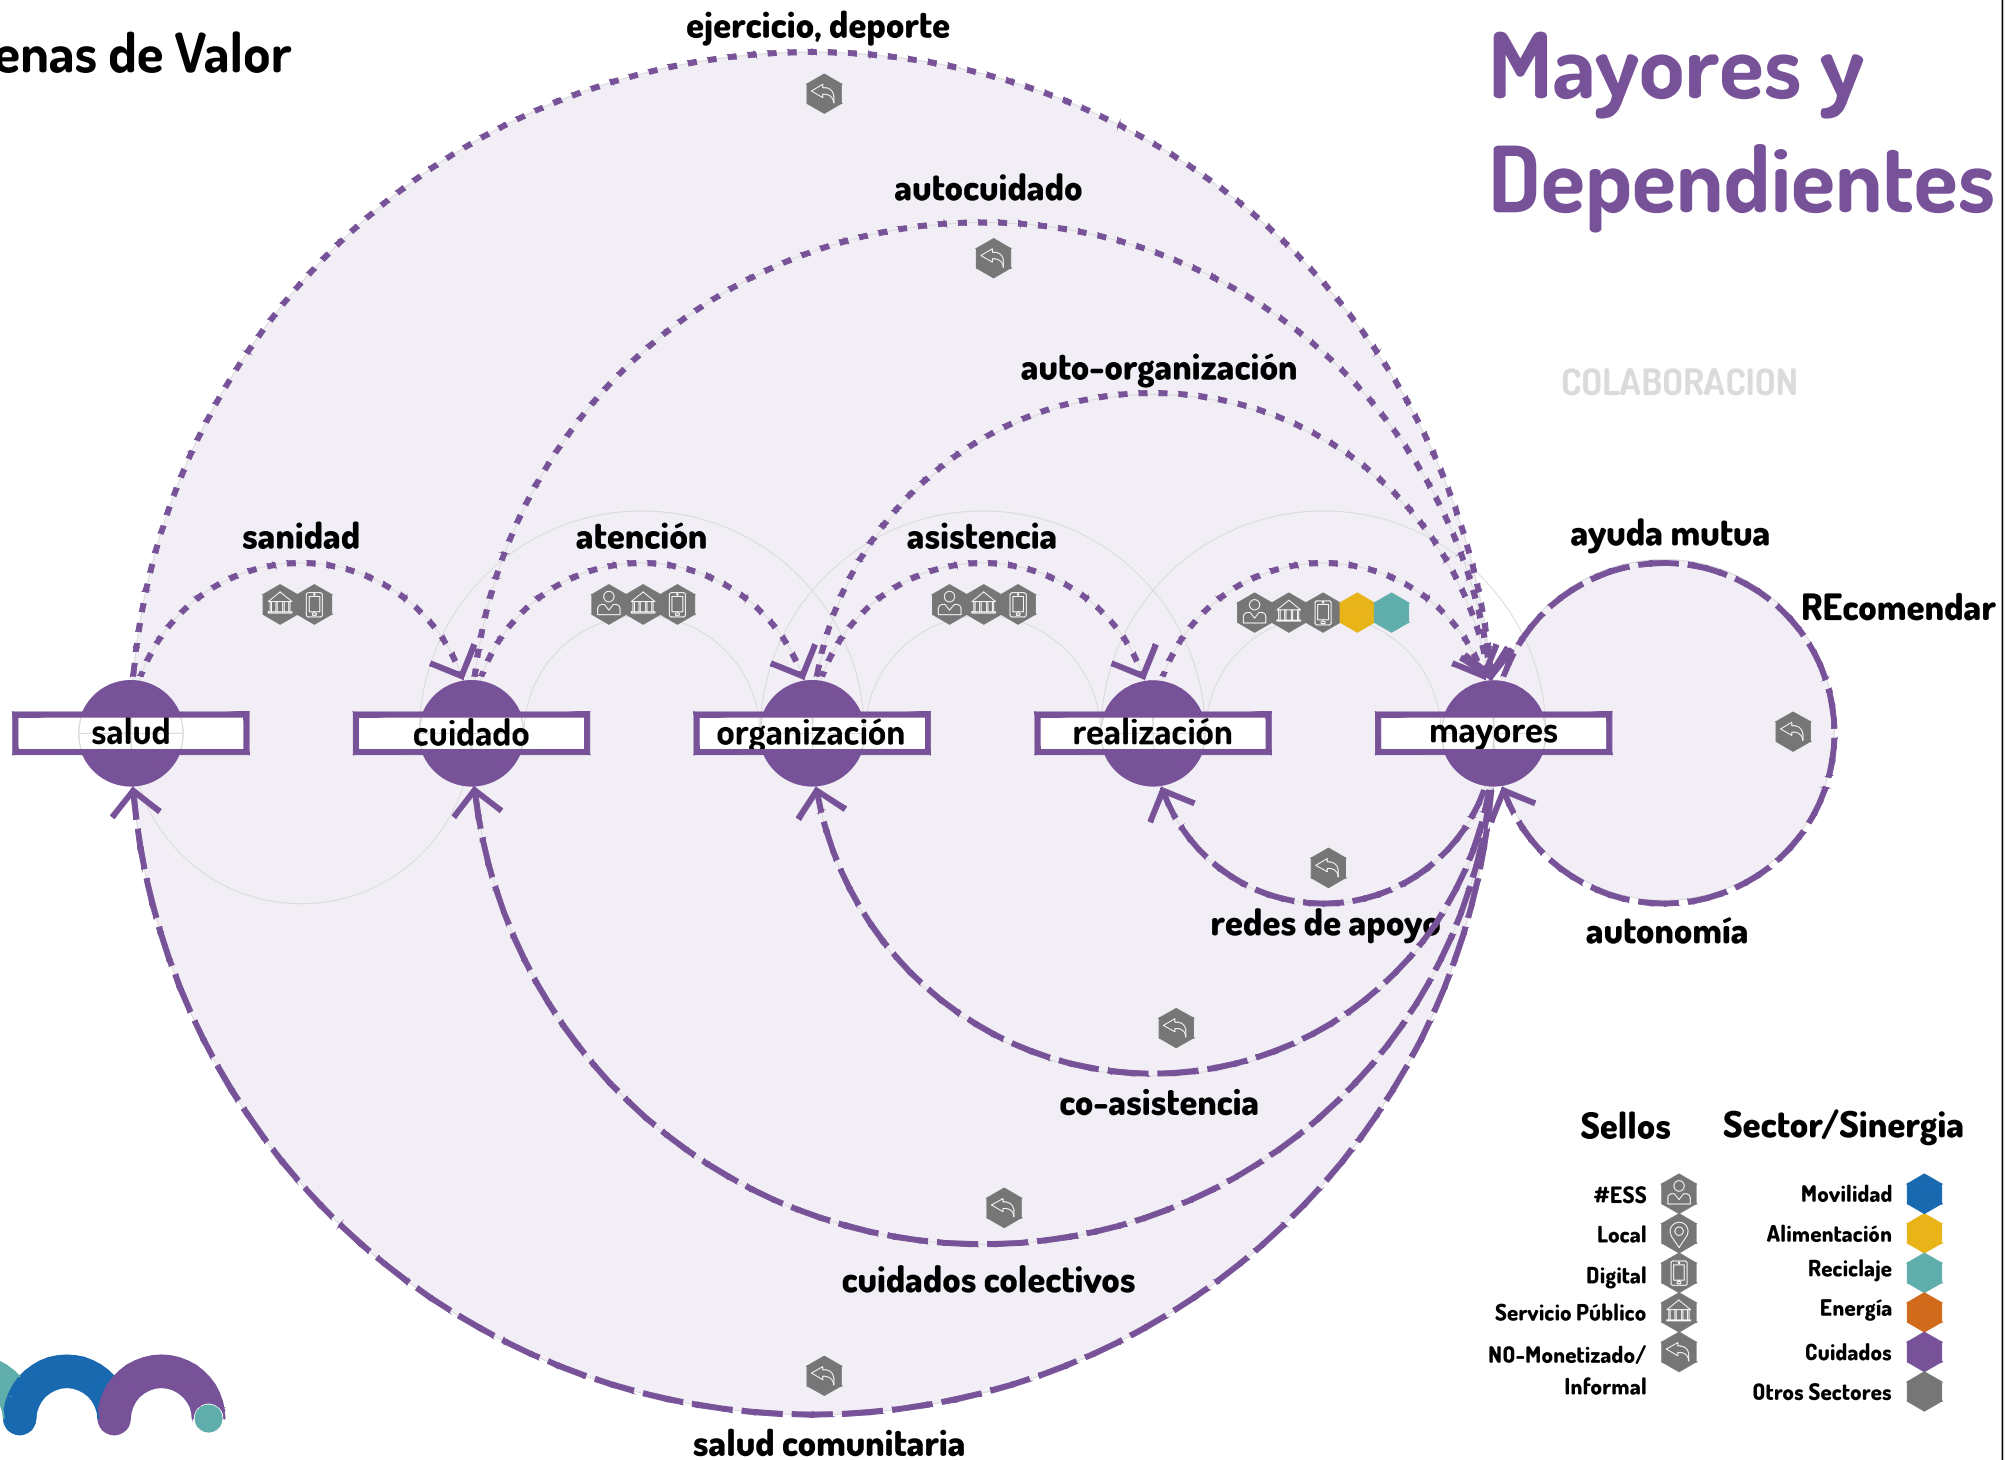 enas de Valor
Mayores y
Dependientes
ejercicio, deporte
autocuidado
auto-organización
COLABORACION
sanidad
atención
asistencia
ayuda mutua
REcomendar
salud
cuidado
organización
realización
mayores
redes de apoyo
autonomía
co-asistencia
cuidados colectivos
salud comunitaria
Sellos
#ESS
Local
Digital
Servicio Público
NO-Monetizado/
Informal
Sector/Sinergia
Movilidad
Alimentación
Reciclaje
Energía
Cuidados
Otros Sectores